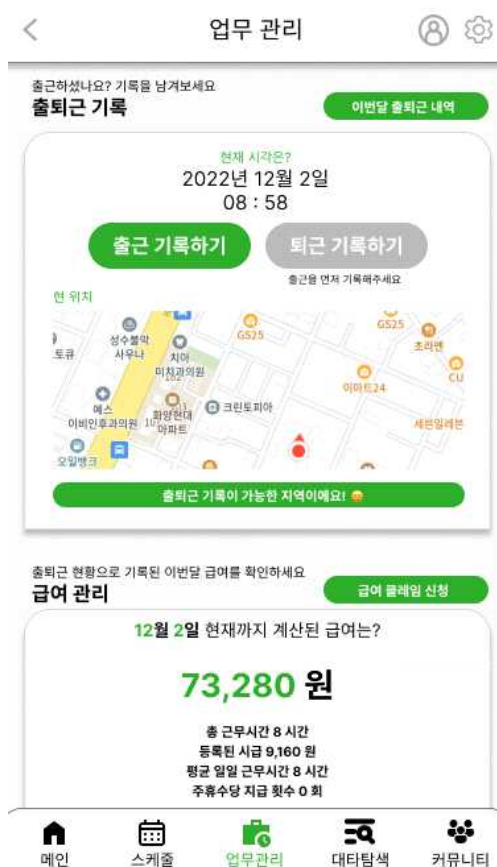 업무 관리
출근하셨나요? 기록을 남겨보세요
출퇴근 기록
이번달 출퇴근 내역
현재 시각은?
2022년 12월 2일
08 : 58
출근 기록하기
퇴근 기록하기
출근을 먼저 기록해주세요
현 위치
토큐
성수불막
사우나
치아
미치과의원
GS25
GS25
초라멘
CU
이마트24
예스
이비인후과의원
화양현대
아파트
크린토피아
세븐일레븐
오일뱅크
출퇴근 기록이 가능한 지역이에요!
출퇴근 현황으로 기록된 이번달 급여를 확인하세요
급여 관리
급여 클레임 신청
12월 2일 현재까지 계산된 급여는?
73,280 원
총 근무시간 8 시간
등록된 시급 9,160 원
평균 일일 근무시간 8 시간
주휴수당 지급 횟수 0 회
메인
스케줄
업무관리
대타탐색
커뮤니티